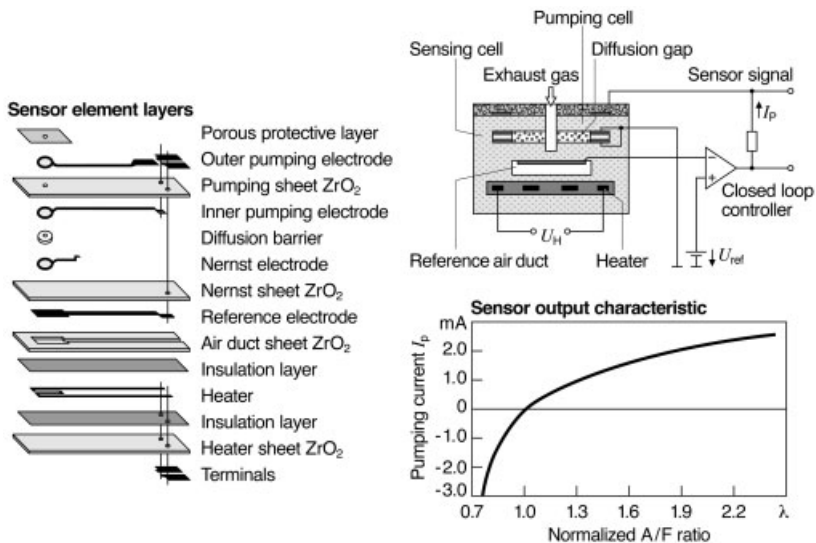 Sensor element layers
Porous protective layer
Outer pumping electrode
Pumping sheet ZrO₂
Inner pumping electrode
Diffusion barrier
Nernst electrode
Nernst sheet ZrO₂
Reference electrode
Air duct sheet ZrO₂
Insulation layer
Heater
Insulation layer
Heater sheet ZrO₂
Terminals
Pumping cell
Sensing cell
Diffusion gap
Exhaust gas
Sensor signal
↑Iₚ
−
+
Closed loop
controller
U_H
↓U_ref
Reference air duct
Heater
Sensor output characteristic
mA
Pumping current Iₚ
2.0
1.0
0
-1.0
-2.0
-3.0
0.7 1.0 1.3 1.6 1.9 2.2 λ
Normalized A/F ratio